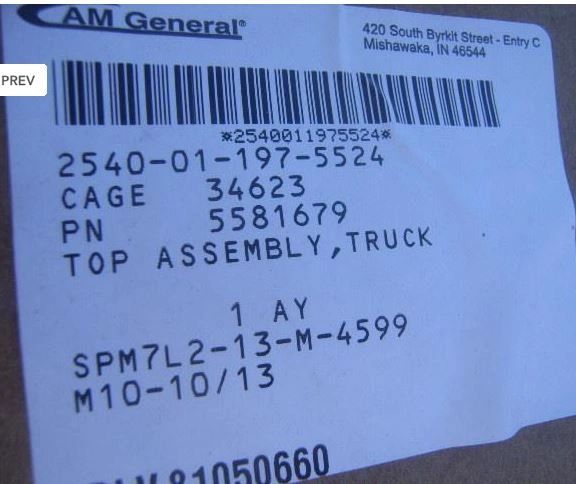 AM General®
420 South Byrkit Street - Entry C
Mishawaka, IN 46544
PREV
*2540011975524*
2540-01-197-5524
CAGE 34623
PN 5581679
TOP ASSEMBLY,TRUCK
1 AY
SPM7L2-13-M-4599
M10-10/13
81050660